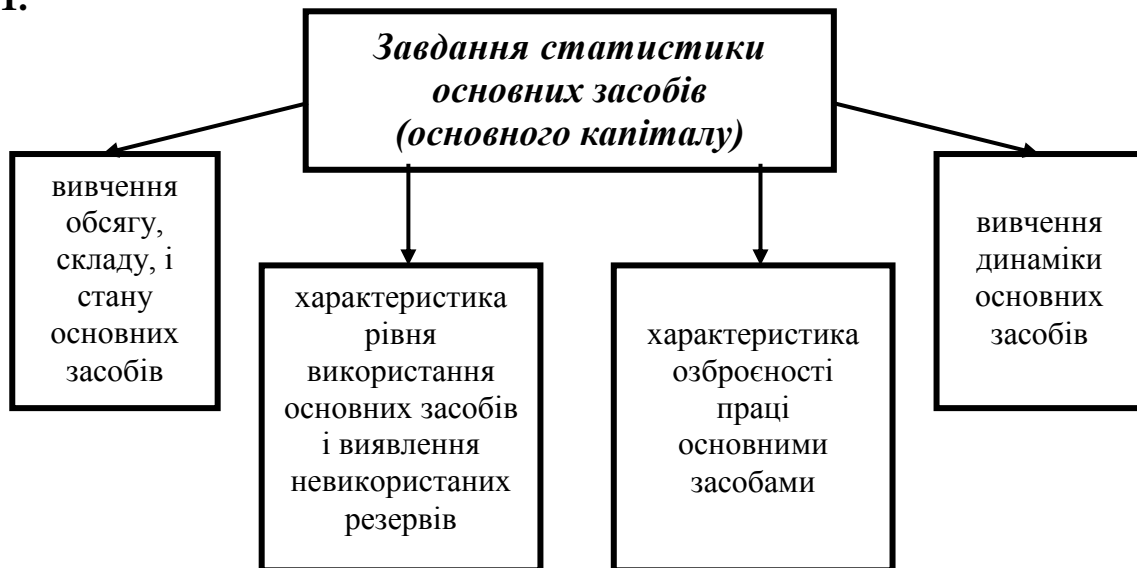 1.
Завдання статистики
основних засобів
(основного капіталу)
вивчення
обсягу,
складу, і
стану
основних
засобів
характеристика
рівня
використання
основних засобів
і виявлення
невикористаних
резервів
характеристика
озброєності
праці
основними
засобами
вивчення
динаміки
основних
засобів